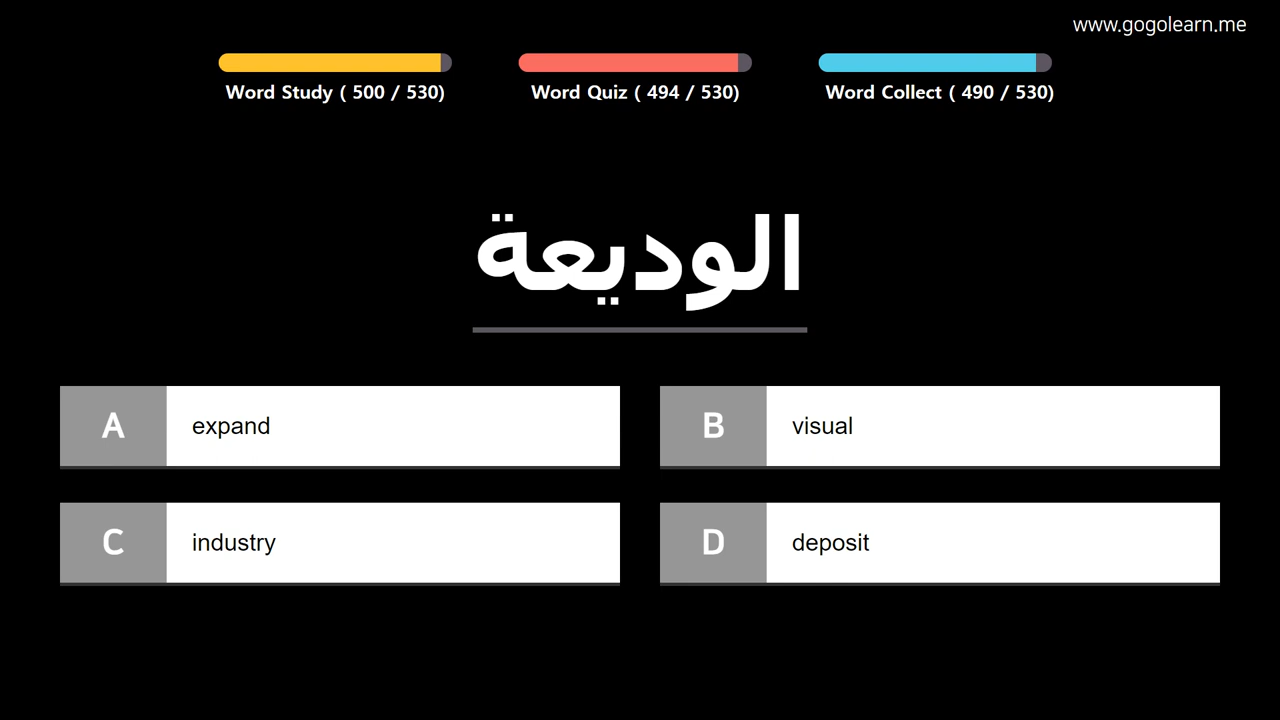 www.gogolearn.me
Word Study ( 500 / 530)
Word Quiz ( 494 / 530)
Word Collect ( 490 / 530)
الوديعة
A expand
B visual
C industry
D deposit